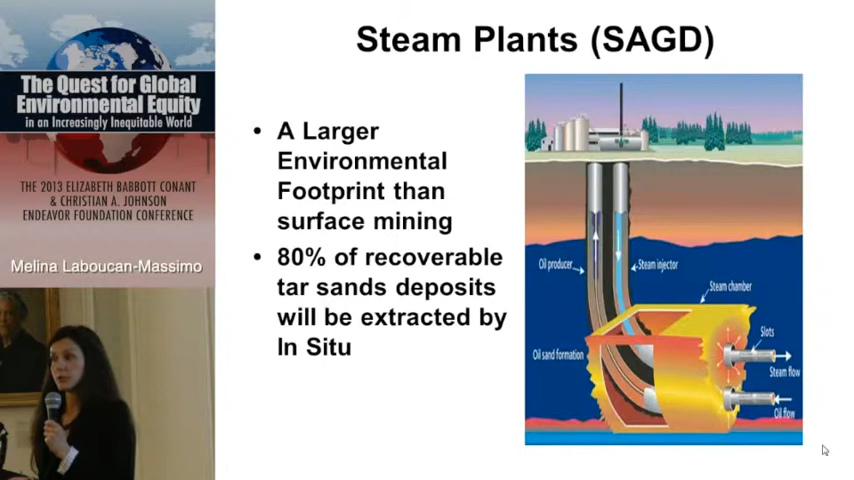 The Quest for Global
Environmental Equity
in an Increasingly Inequitable World
THE 2013 ELIZABETH BABBOTT CONANT
& CHRISTIAN A. JOHNSON
ENDEAVOR FOUNDATION CONFERENCE
Melina Laboucan-Massimo
Steam Plants (SAGD)
• A Larger
Environmental
Footprint than
surface mining
• 80% of recoverable
tar sands deposits
will be extracted by
In Situ
Oil producer
Steam injector
Steam chamber
Slots
Oil sand formation
Steam flow
Oil flow